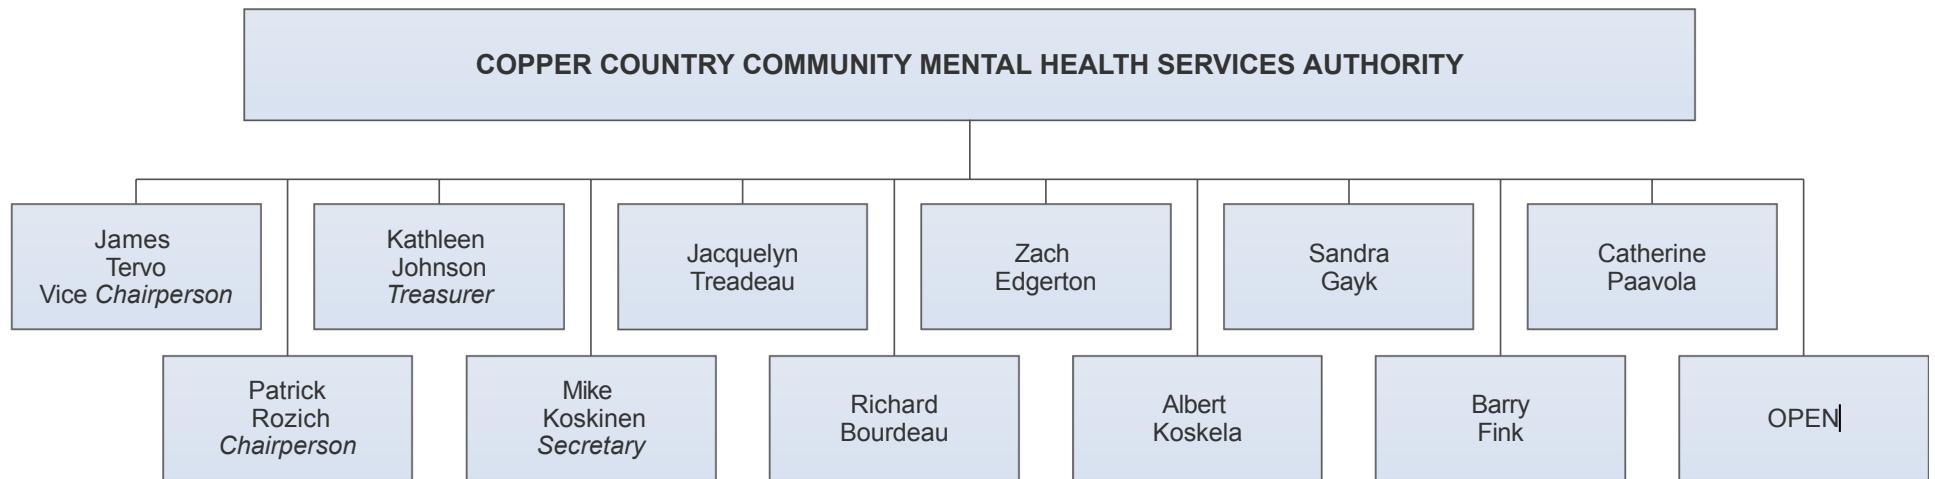 COPPER COUNTRY COMMUNITY MENTAL HEALTH SERVICES AUTHORITY
James
Tervo
Vice Chairperson
Kathleen
Johnson
Treasurer
Jacquelyn
Treadeau
Zach
Edgerton
Sandra
Gayk
Catherine
Paavola
Patrick
Rozich
Chairperson
Mike
Koskinen
Secretary
Richard
Bourdeau
Albert
Koskela
Barry
Fink
OPEN